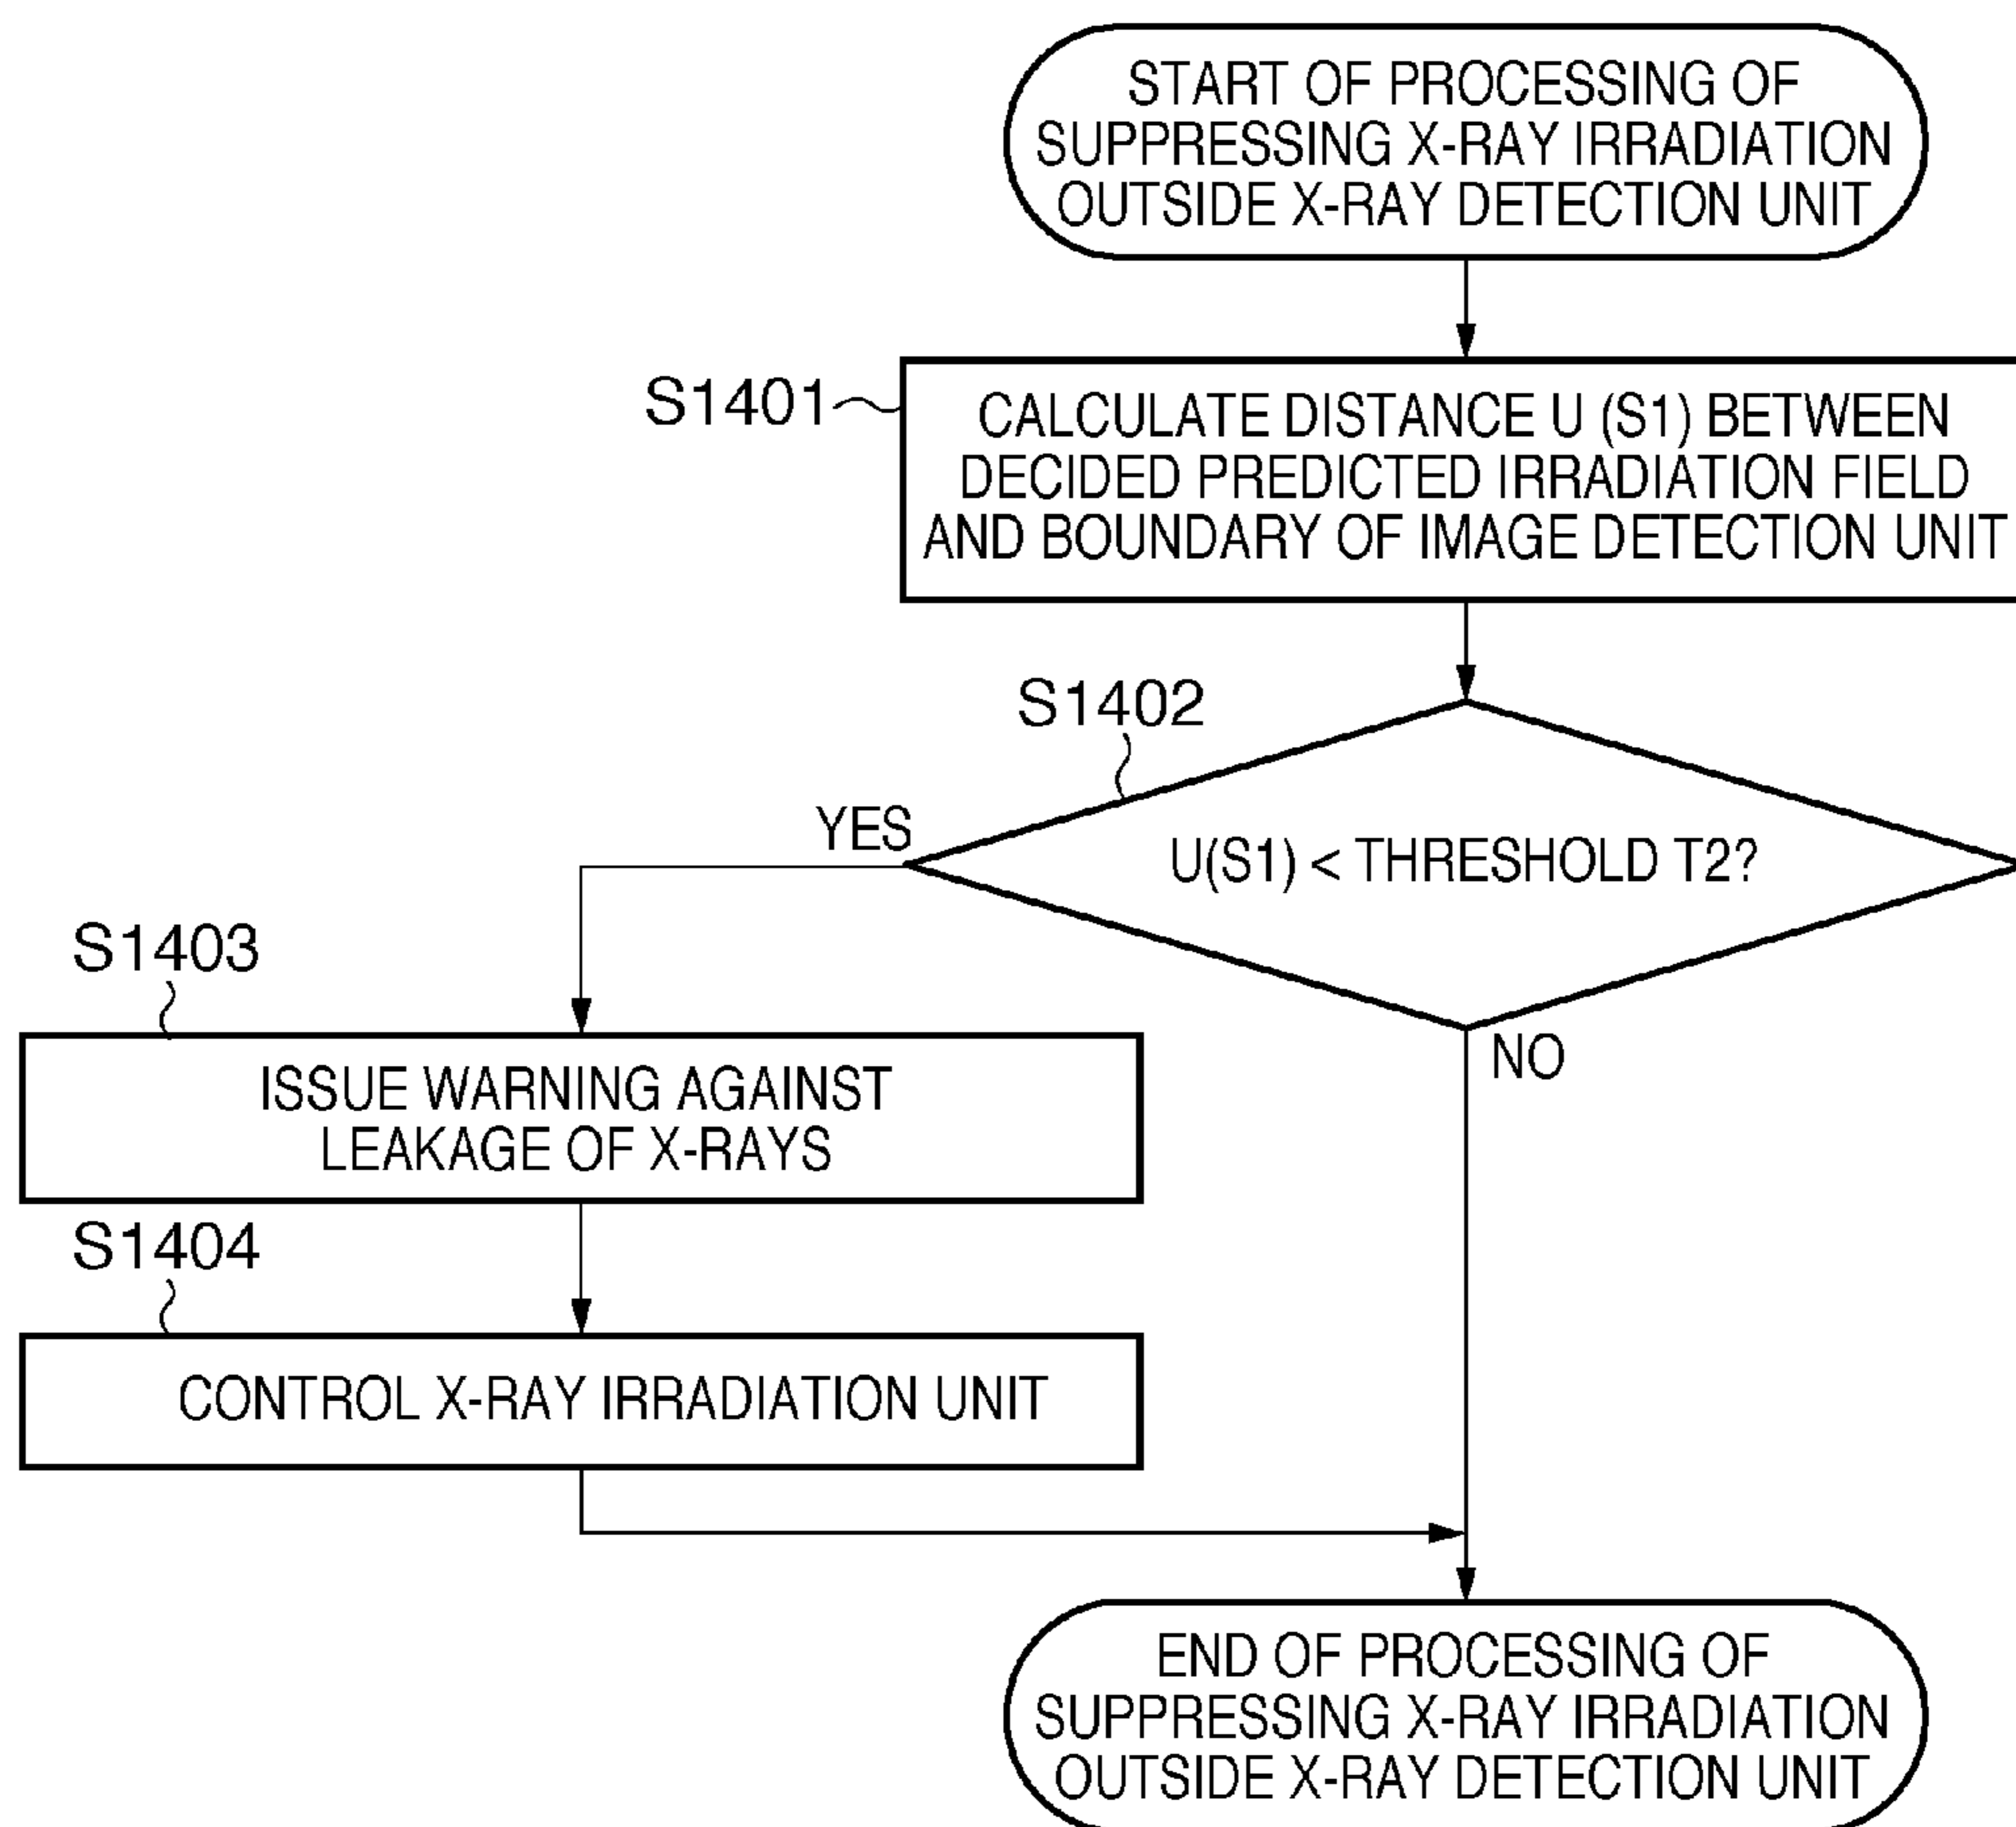 START OF PROCESSING OF
SUPPRESSING X-RAY IRRADIATION
OUTSIDE X-RAY DETECTION UNIT
S1401
CALCULATE DISTANCE U (S1) BETWEEN
DECIDED PREDICTED IRRADIATION FIELD
AND BOUNDARY OF IMAGE DETECTION UNIT
S1402
YES
U(S1) < THRESHOLD T2?
NO
S1403
ISSUE WARNING AGAINST
LEAKAGE OF X-RAYS
S1404
CONTROL X-RAY IRRADIATION UNIT
END OF PROCESSING OF
SUPPRESSING X-RAY IRRADIATION
OUTSIDE X-RAY DETECTION UNIT